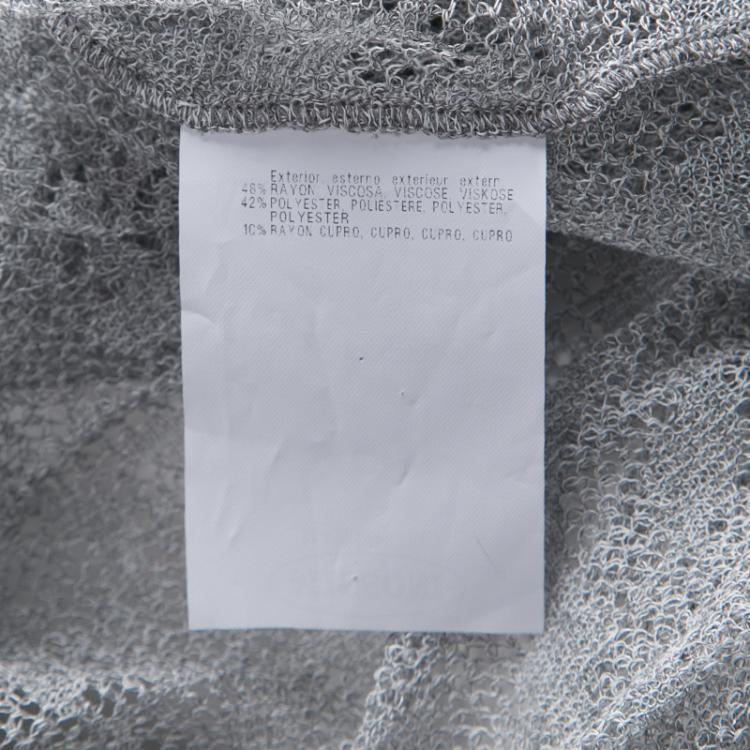 Exterior, esterno, exterieur, extern
48% RAYON VISCOSA, VISCOSE, VISKOSE
42% POLYESTER, POLIESTERE, POLYESTER,
POLYESTER
10% RAYON CUPRO, CUPRO, CUPRO, CUPRO